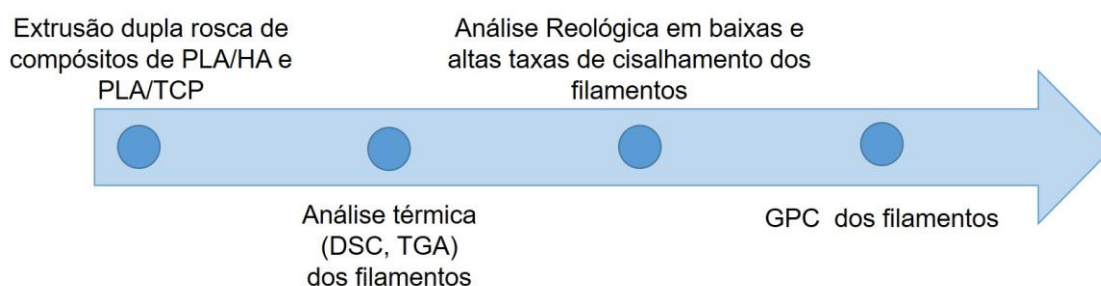 Extrusão dupla rosca de
compósitos de PLA/HA e
PLA/TCP
Análise térmica
(DSC, TGA)
dos filamentos
Análise Reológica em baixas e
altas taxas de cisalhamento dos
filamentos
GPC dos filamentos